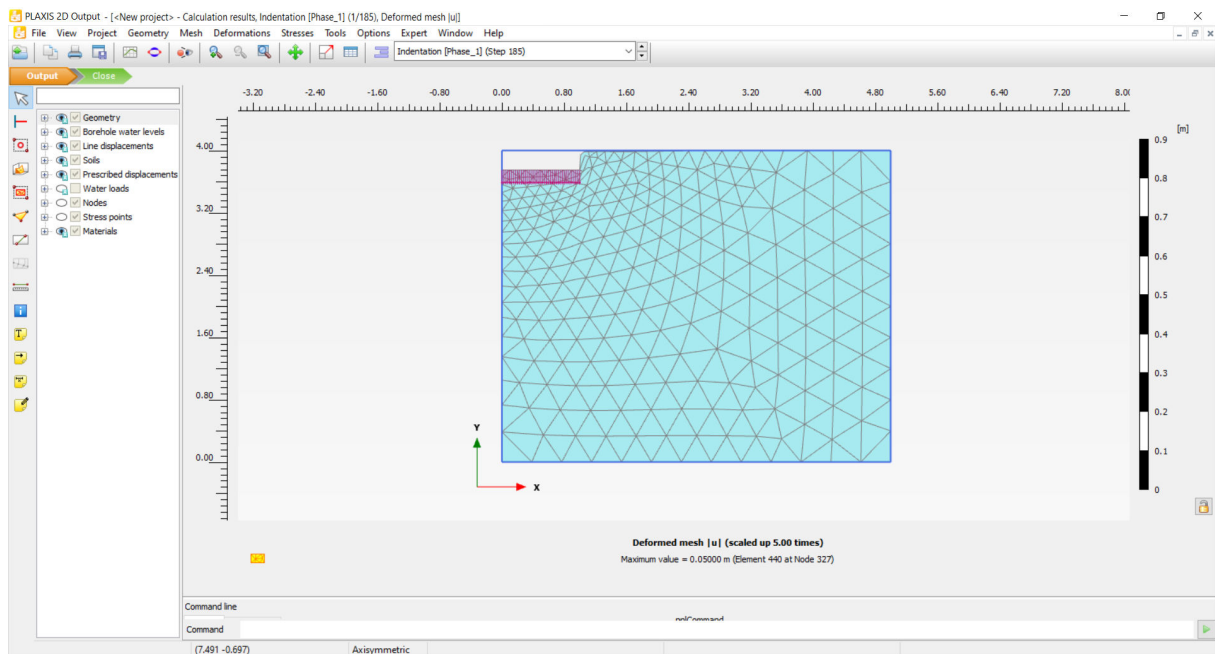 PLAXIS 2D Output - [<New project> - Calculation results, Indentation [Phase_1] (1/185), Deformed mesh |u|]
File View Project Geometry Mesh Deformations Stresses Tools Options Expert Window Help
Indentation [Phase_1] (Step 185)
Output Close
-3.20 -2.40 -1.60 -0.80 0.00 0.80 1.60 2.40 3.20 4.00 4.80 5.60 6.40 7.20 8.0
Geometry
Borehole water levels
Line displacements
Soils
Prescribed displacements
Water loads
Nodes
Stress points
Materials
4.00
3.20
2.40
1.60
0.80
0.00
Y
X
[m]
0.9
0.8
0.7
0.6
0.5
0.4
0.3
0.2
0.1
0
Deformed mesh |u| (scaled up 5.00 times)
Maximum value = 0.05000 m (Element 440 at Node 327)
Command line
Command
(7.491 -0.697) Axisymmetric